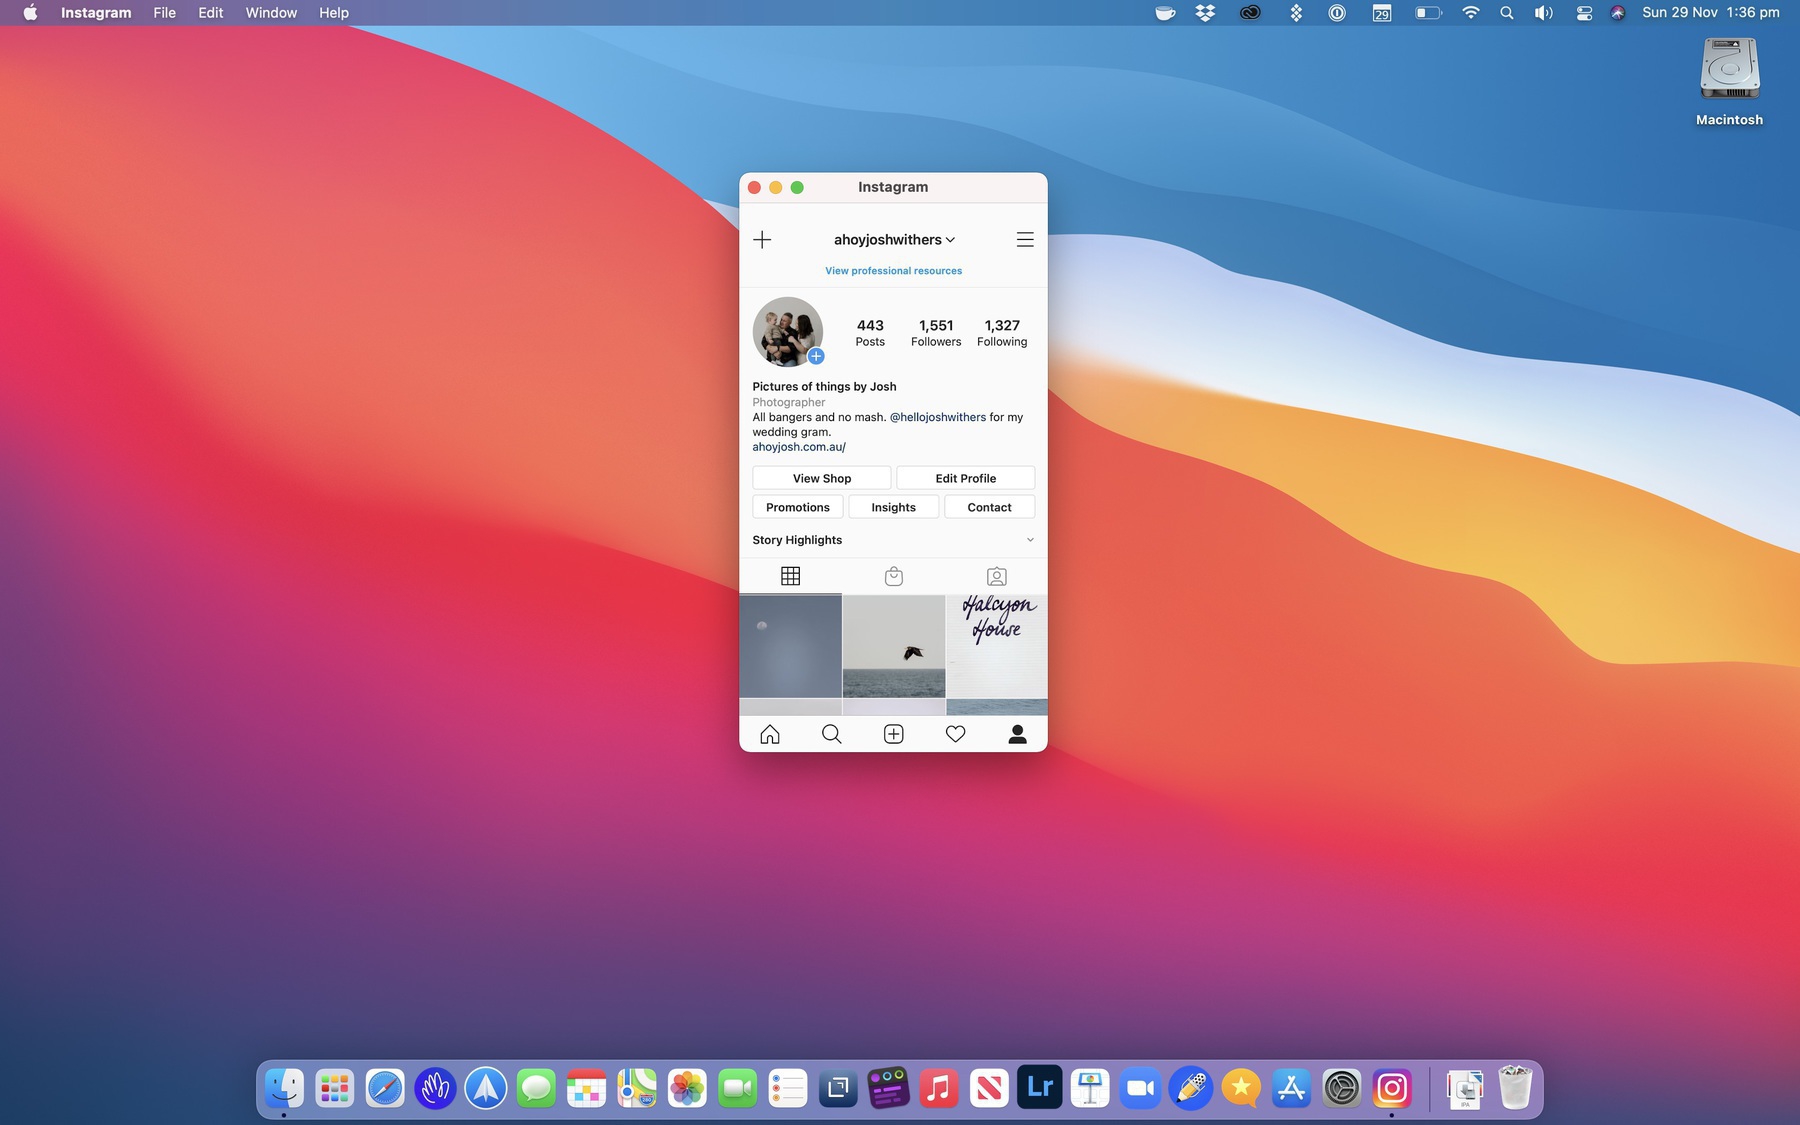 Instagram File Edit Window Help 29 Sun 29 Nov 1:36 pm
Macintosh
Instagram
ahoyjoshwithers
View professional resources
443 1,551 1,327
Posts Followers Following
Pictures of things by Josh
Photographer
All bangers and no mash. @hellojoshwithers for my
wedding gram.
ahoyjosh.com.au/
View Shop Edit Profile
Promotions Insights Contact
Story Highlights
Halcyon
House
Lr
IPA